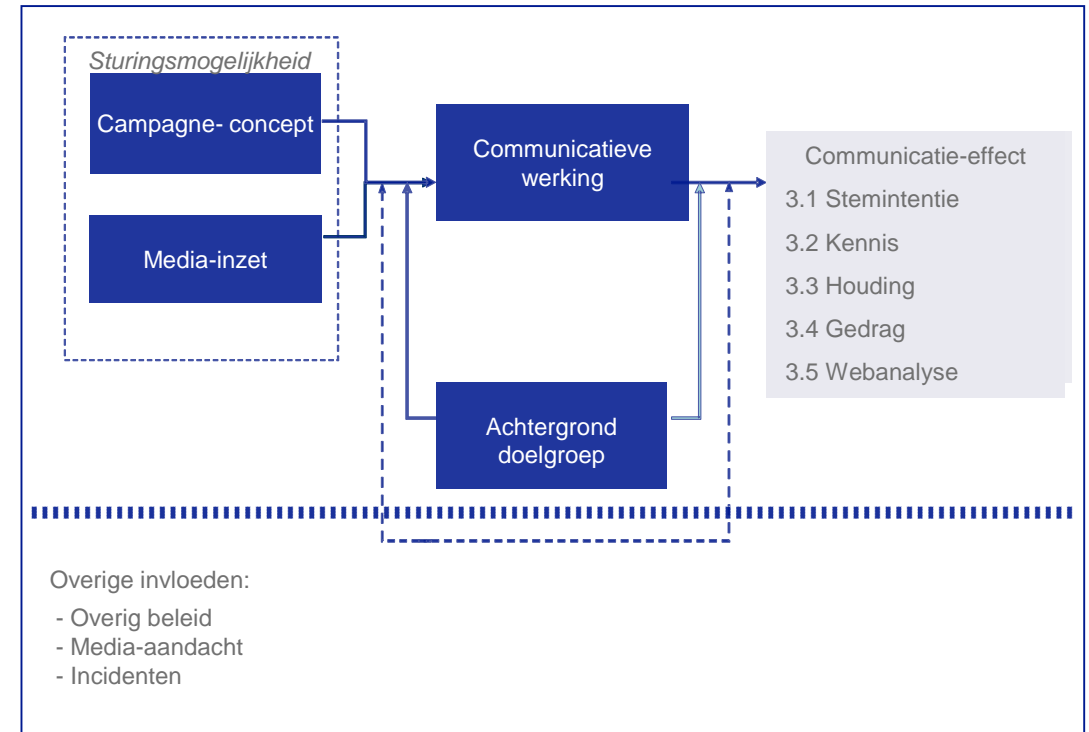 Sturingsmogelijkheid
Campagne- concept
Media-inzet
Communicatieve
werking
Achtergrond
doelgroep
Communicatie-effect
3.1 Stemintentie
3.2 Kennis
3.3 Houding
3.4 Gedrag
3.5 Webanalyse
Overige invloeden:
- Overig beleid
- Media-aandacht
- Incidenten